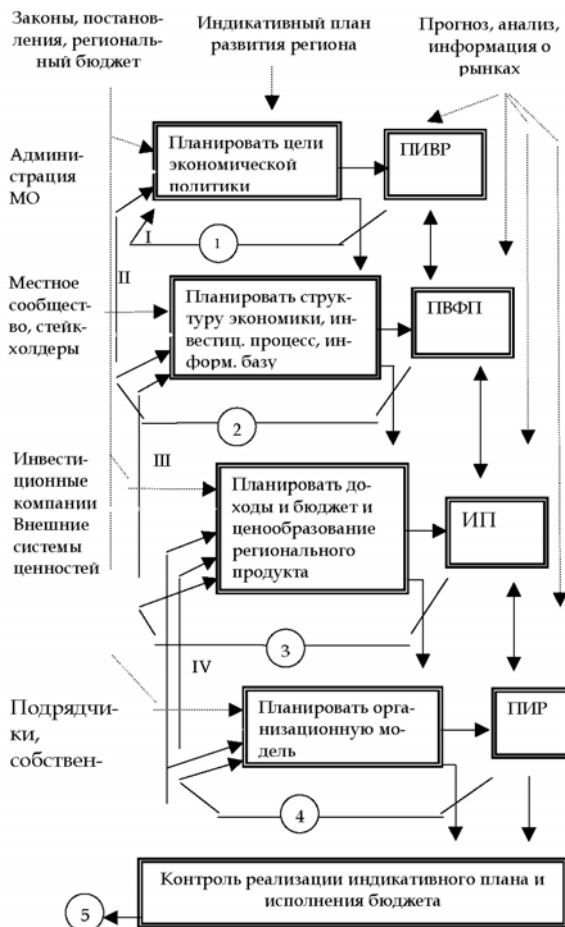 Законы, постанов-
ления, региональ-
ный бюджет
Индикативный план
развития региона
Прогноз, анализ,
информация о
рынках
Админи-
страция
МО
Планировать цели
экономической
политики
ПИВР
I
1
II
Местное
сообщест-
во, стейк-
холдеры
Планировать струк-
туру экономики, ин-
вестиц. процесс, ин-
форм. базу
ПВФП
2
III
Инвести-
ционные
компании
Внешние
системы
ценностей
Планировать до-
ходы и бюджет и
ценообразование
регионального
продукта
ИП
3
IV
Подрядчи-
ки,
собствен-
Планировать орга-
низационную мо-
дель
ПИР
4
Контроль реализации индикативного плана и
исполнения бюджета
5